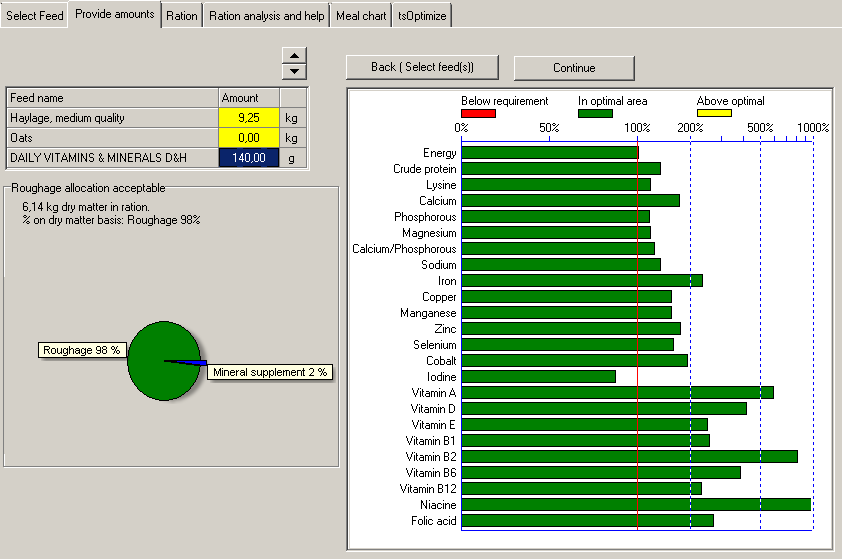 Select Feed Provide amounts Ration Ration analysis and help Meal chart tsOptimize
Back ( Select feed(s)) Continue
Feed name Amount
Haylage, medium quality 9,25 kg
Oats 0,00 kg
DAILY VITAMINS & MINERALS D&H 140,00 g
Roughage allocation acceptable
6,14 kg dry matter in ration.
% on dry matter basis: Roughage 98%
Roughage 98 %
Mineral supplement 2 %
Below requirement In optimal area Above optimal
0% 50% 100% 200% 500% 1000%
Energy
Crude protein
Lysine
Calcium
Phosphorous
Magnesium
Calcium/Phosphorous
Sodium
Iron
Copper
Manganese
Zinc
Selenium
Cobalt
Iodine
Vitamin A
Vitamin D
Vitamin E
Vitamin B1
Vitamin B2
Vitamin B6
Vitamin B12
Niacine
Folic acid